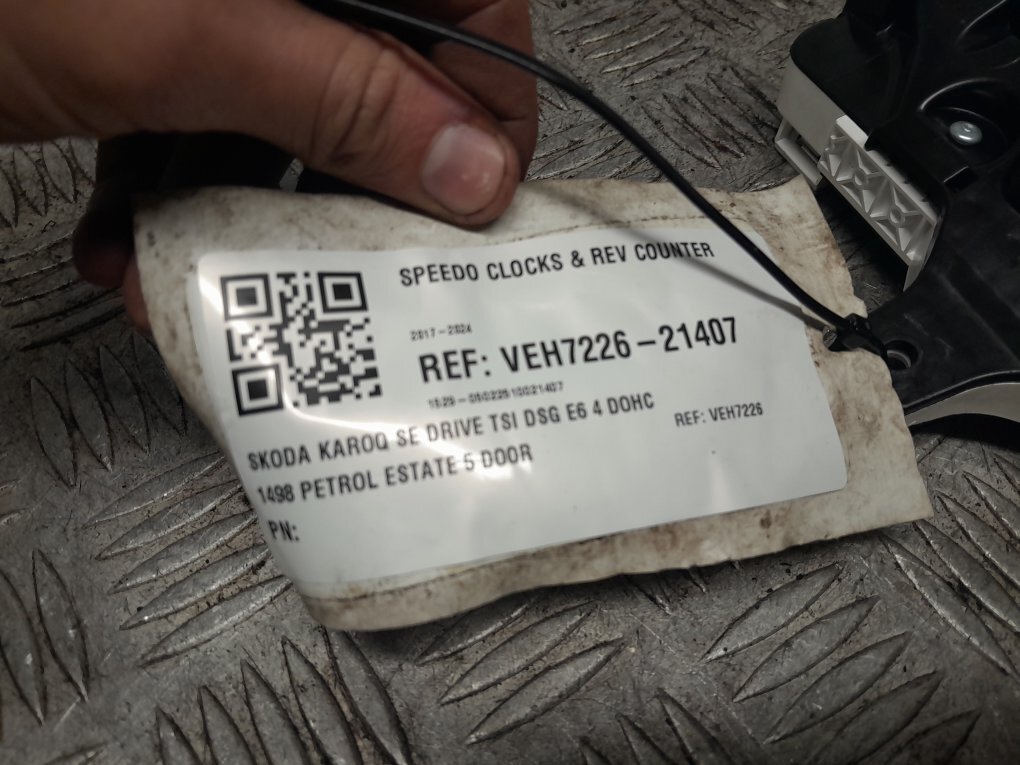 SPEEDO CLOCKS & REV COUNTER
2017-2024
REF: VEH7226-21407
SKODA KAROQ SE DRIVE TSI DSG E6 4 DOHC
REF: VEH7226
1498 PETROL ESTATE 5 DOOR
PN: